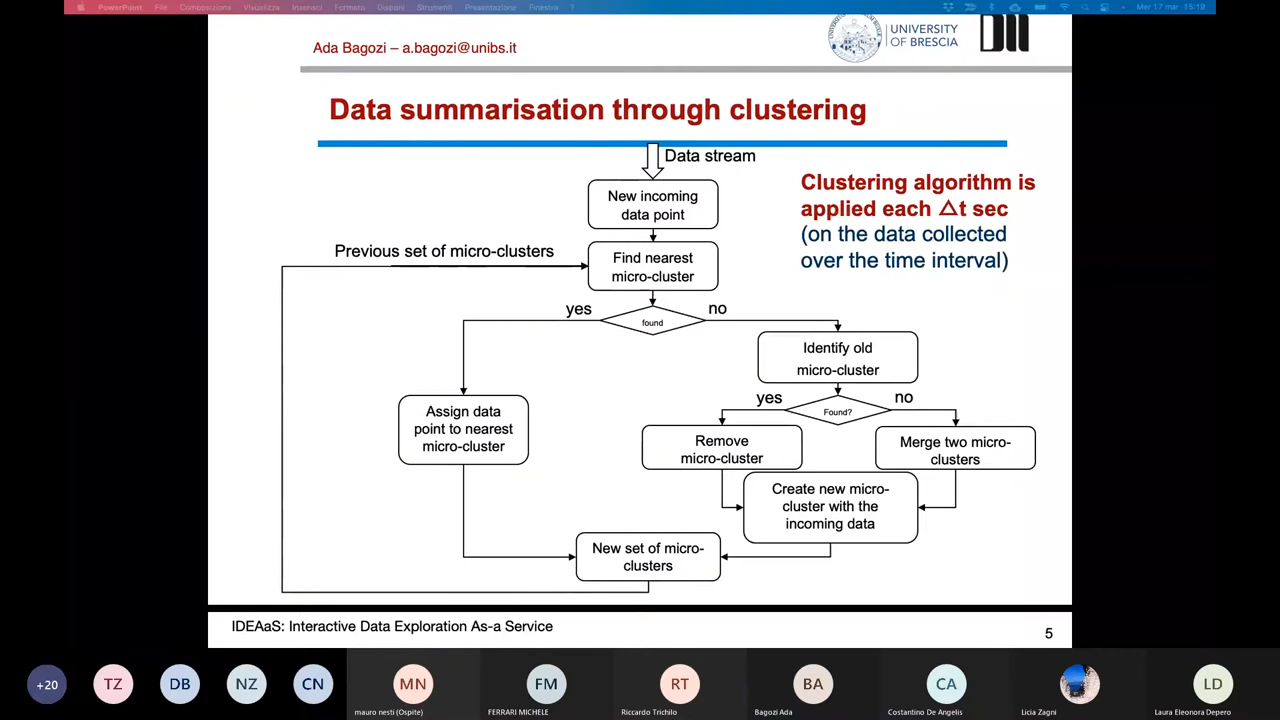 PowerPoint File Composizione Visualizza Inserisci Formato Disponi Strumenti Presentazione Finestra ? Mer 17 mar 15:19
Ada Bagozi – a.bagozi@unibs.it
UNIVERSITY
OF BRESCIA
Data summarisation through clustering
Data stream
Clustering algorithm is
applied each Δt sec
(on the data collected
over the time interval)
New incoming
data point
Previous set of micro-clusters
Find nearest
micro-cluster
yes
no
found
Identify old
micro-cluster
yes
no
Found?
Assign data
point to nearest
micro-cluster
Remove
micro-cluster
Merge two micro-
clusters
Create new micro-
cluster with the
incoming data
New set of micro-
clusters
IDEAaS: Interactive Data Exploration As-a Service
5
+20
TZ
DB
NZ
CN
MN
FM
RT
BA
CA
LD
mauro nesti (Ospite)
FERRARI MICHELE
Riccardo Trichilo
Bagozi Ada
Costantino De Angelis
Licia Zagni
Laura Eleonora Depero